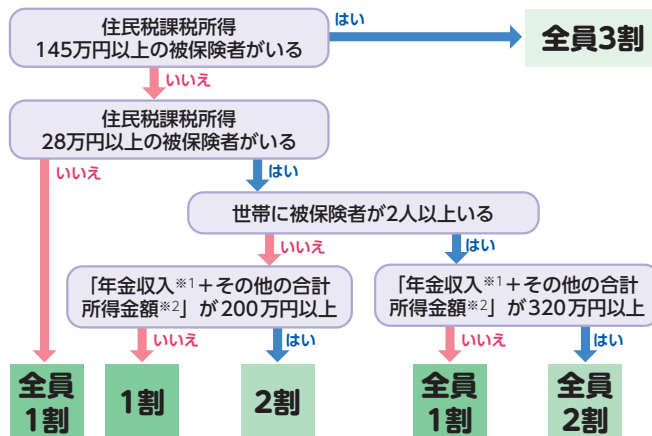 住民税課税所得
145万円以上の被保険者がいる
はい
全員3割
いいえ
住民税課税所得
28万円以上の被保険者がいる
いいえ
はい
世帯に被保険者が2人以上いる
いいえ
はい
「年金収入※1＋その他の合計
所得金額※2」が200万円以上
「年金収入※1＋その他の合計
所得金額※2」が320万円以上
いいえ
はい
いいえ
はい
全員
1割
1割
2割
全員
1割
全員
2割